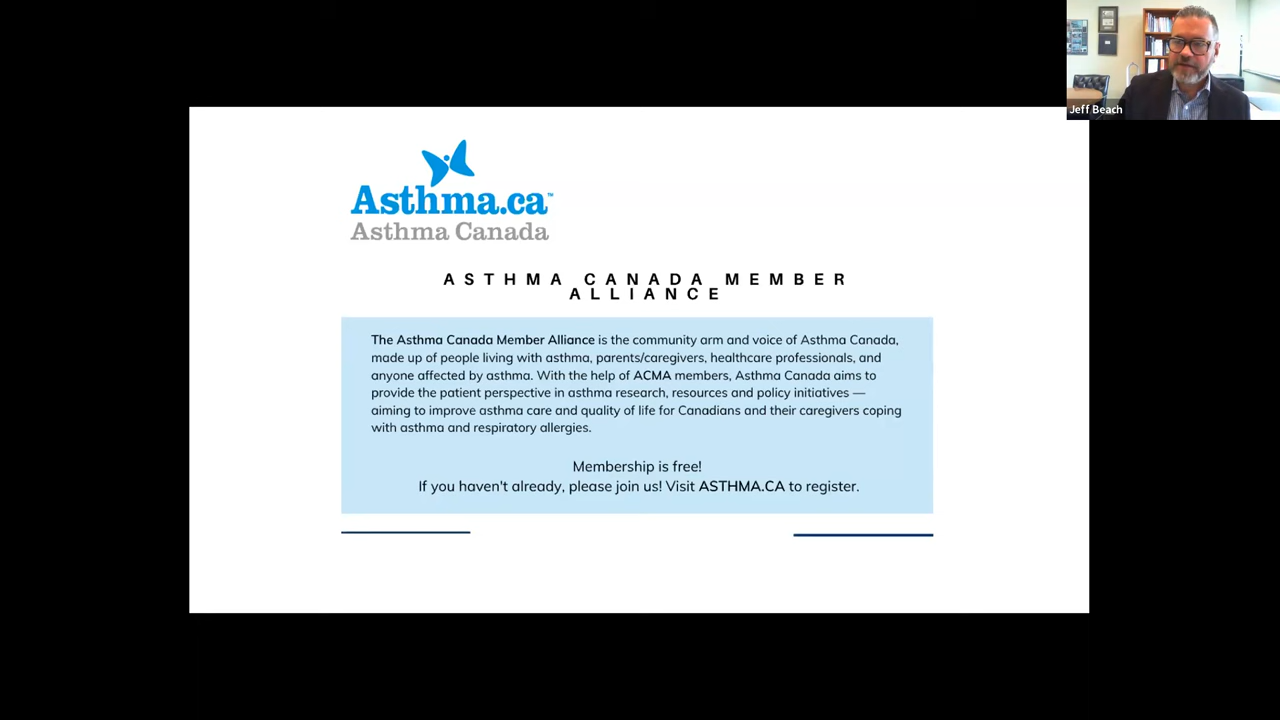 Jeff Beach
Asthma.ca™
Asthma Canada
ASTHMA CANADA MEMBER
ALLIANCE
The Asthma Canada Member Alliance is the community arm and voice of Asthma Canada,
made up of people living with asthma, parents/caregivers, healthcare professionals, and
anyone affected by asthma. With the help of ACMA members, Asthma Canada aims to
provide the patient perspective in asthma research, resources and policy initiatives —
aiming to improve asthma care and quality of life for Canadians and their caregivers coping
with asthma and respiratory allergies.
Membership is free!
If you haven't already, please join us! Visit ASTHMA.CA to register.